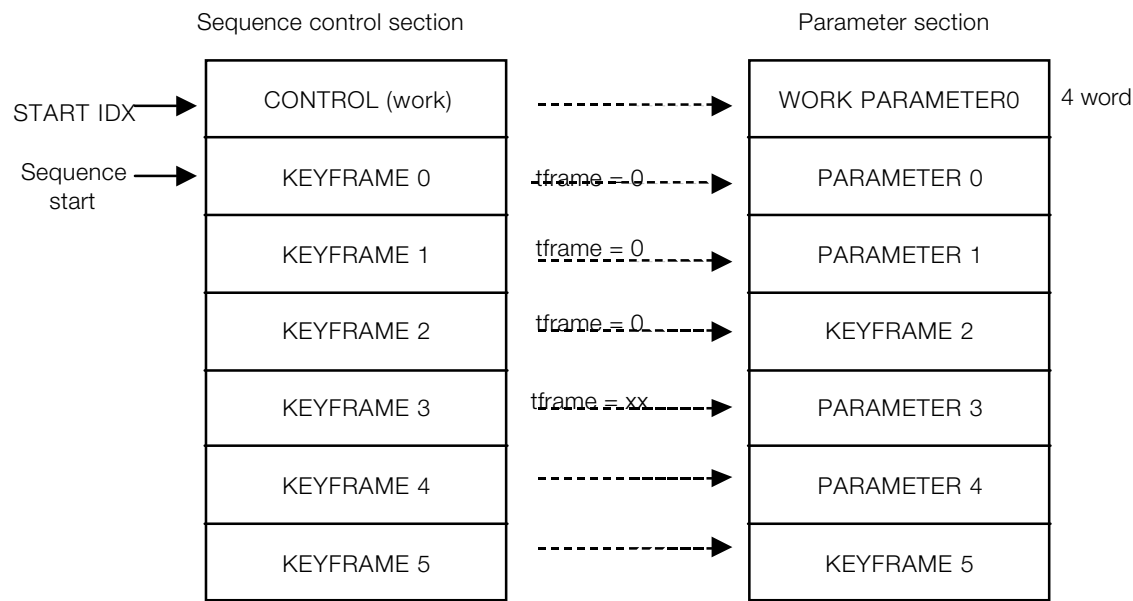 Sequence control section
Parameter section
START IDX
CONTROL (work)
WORK PARAMETER0
4 word
Sequence
start
KEYFRAME 0
tframe = 0
PARAMETER 0
KEYFRAME 1
tframe = 0
PARAMETER 1
KEYFRAME 2
tframe = 0
KEYFRAME 2
KEYFRAME 3
tframe = xx
PARAMETER 3
KEYFRAME 4
PARAMETER 4
KEYFRAME 5
KEYFRAME 5